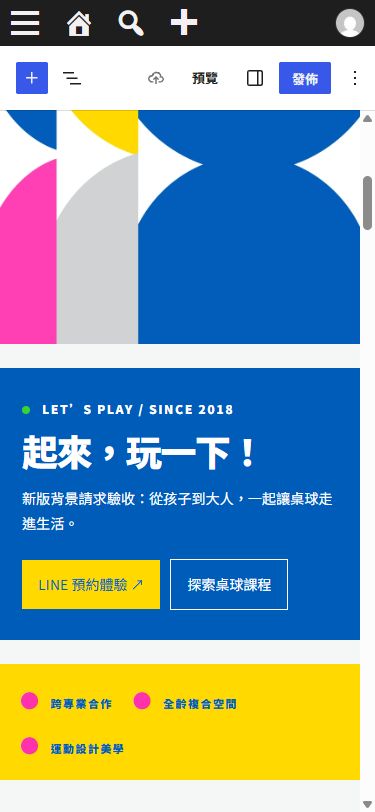 預覽
發佈
LET’S PLAY / SINCE 2018
起來，玩一下！
新版背景請求驗收：從孩子到大人，一起讓桌球走
進生活。
LINE 預約體驗 ↗
探索桌球課程
跨專業合作
全齡複合空間
運動設計美學